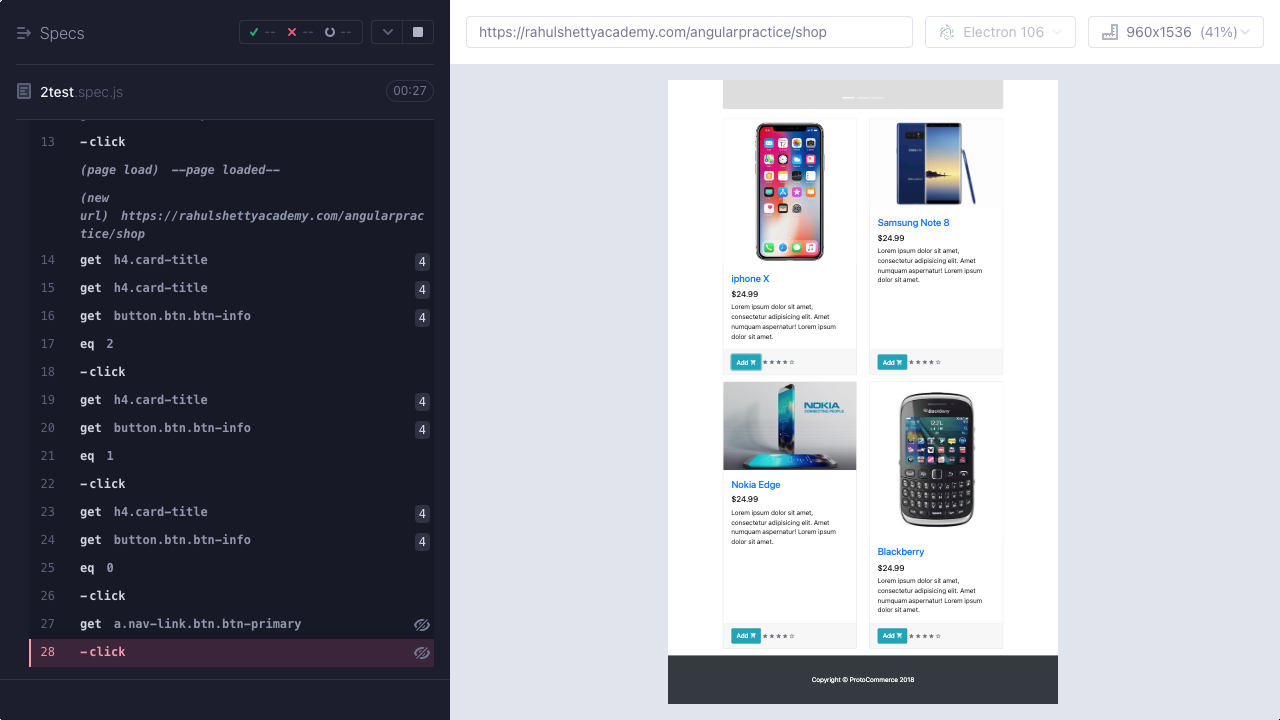 Specs
--
--
--
2test.spec.js
00:27
13 -click
(page load) --page loaded--
(new url) https://rahulshettyacademy.com/angularprac
tice/shop
14 get h4.card-title 4
15 get h4.card-title 4
16 get button.btn.btn-info 4
17 eq 2
18 -click
19 get h4.card-title 4
20 get button.btn.btn-info 4
21 eq 1
22 -click
23 get h4.card-title 4
24 get button.btn.btn-info 4
25 eq 0
26 -click
27 get a.nav-link.btn.btn-primary
28 -click
https://rahulshettyacademy.com/angularpractice/shop
Electron 106
960x1536 (41%)
iphone X
$24.99
Lorem ipsum dolor sit amet,
consectetur adipisicing elit. Amet
numquam aspernatur! Lorem ipsum
dolor sit amet.
Add
Samsung Note 8
$24.99
Lorem ipsum dolor sit amet,
consectetur adipisicing elit. Amet
numquam aspernatur! Lorem ipsum
dolor sit amet.
Add
NOKIA
CONNECTING PEOPLE
Nokia Edge
$24.99
Lorem ipsum dolor sit amet,
consectetur adipisicing elit. Amet
numquam aspernatur! Lorem ipsum
dolor sit amet.
Add
BlackBerry
Blackberry
$24.99
Lorem ipsum dolor sit amet,
consectetur adipisicing elit. Amet
numquam aspernatur! Lorem ipsum
dolor sit amet.
Add
Copyright © ProtoCommerce 2018